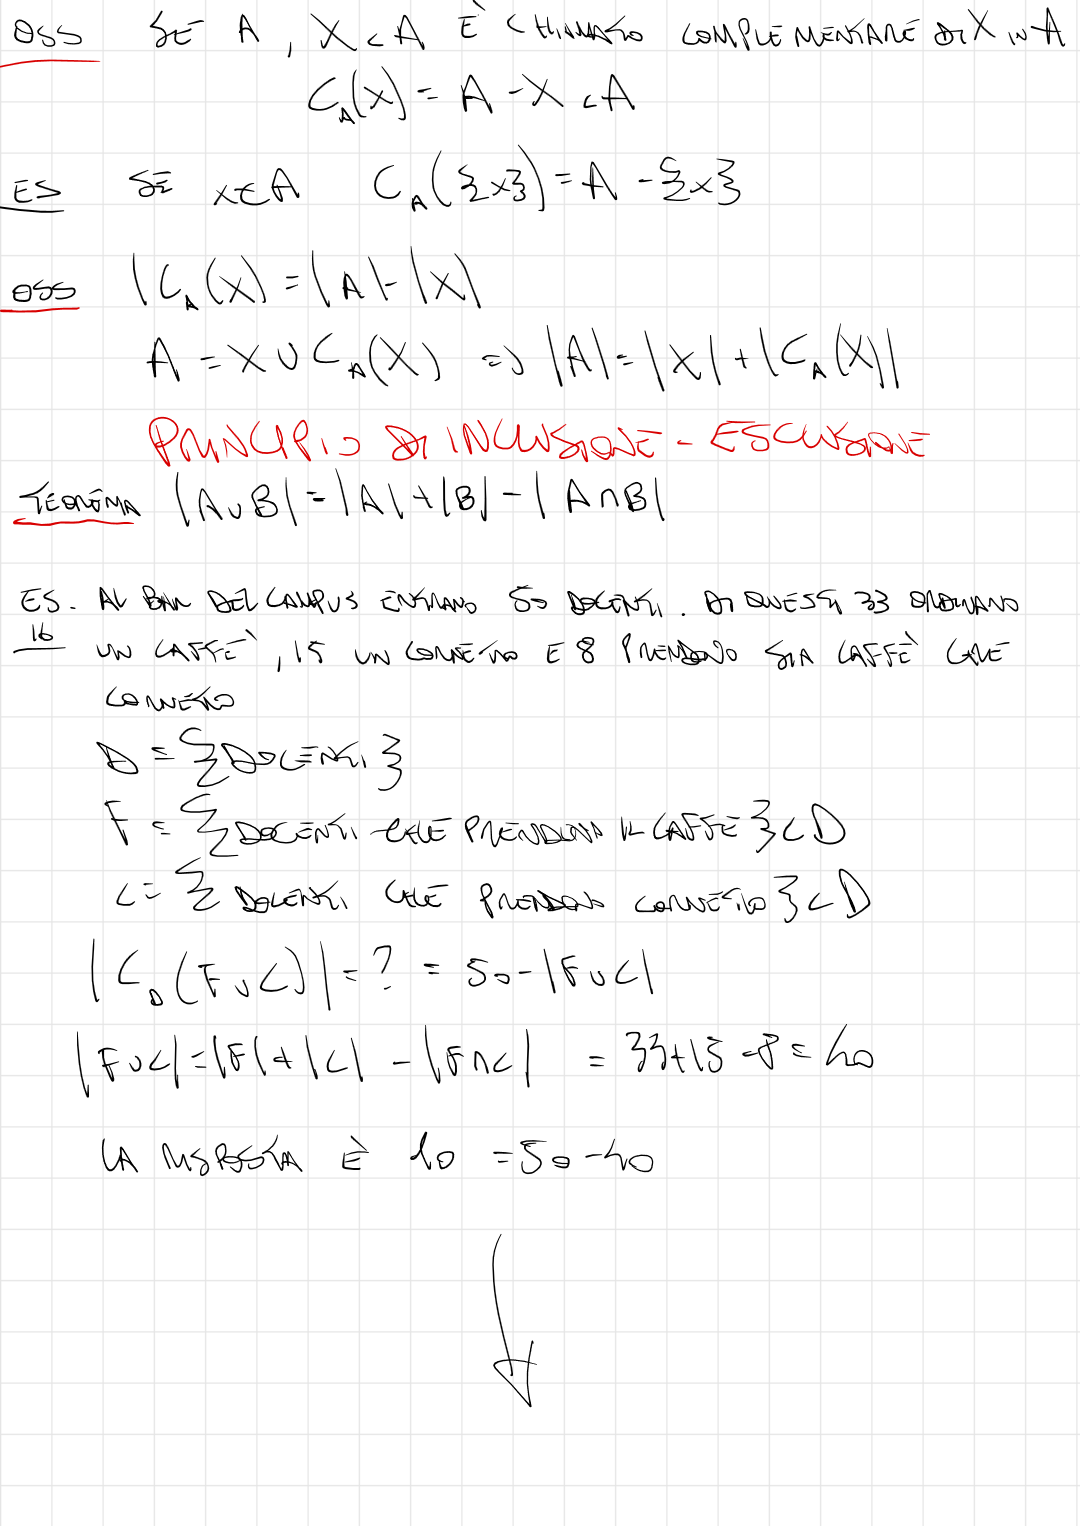 OSS SE A , X ⊂ A È CHIAMATO COMPLEMENTARE DI X IN A
C_A(X) = A - X ⊂ A
ES SE x ∈ A C_A({x}) = A - {x}
OSS |C_A(X) = |A| - |X|
A = X ∪ C_A(X) => |A| = |X| + |C_A(X)|
PRINCIPIO DI INCLUSIONE - ESCLUSIONE
TEOREMA |A∪B| = |A| + |B| - |A∩B|
ES. AL BAR DEL CAMPUS ENTRANO 50 DOCENTI. DI QUESTI 33 ORDINANO
16 UN CAFFÈ, 15 UN CORNETTO E 8 PRENDONO SIA CAFFÈ CHE
CORNETTO
D = {DOCENTI}
F = {DOCENTI CHE PRENDONO IL CAFFE} ⊂ D
C = {DOCENTI CHE PRENDONO CORNETTO} ⊂ D
|C_D(F∪C)| = ? = 50 - |F∪C|
|F∪C| = |F| + |C| - |F∩C| = 33+15-8 = 40
LA RISPOSTA È 10 = 50-40